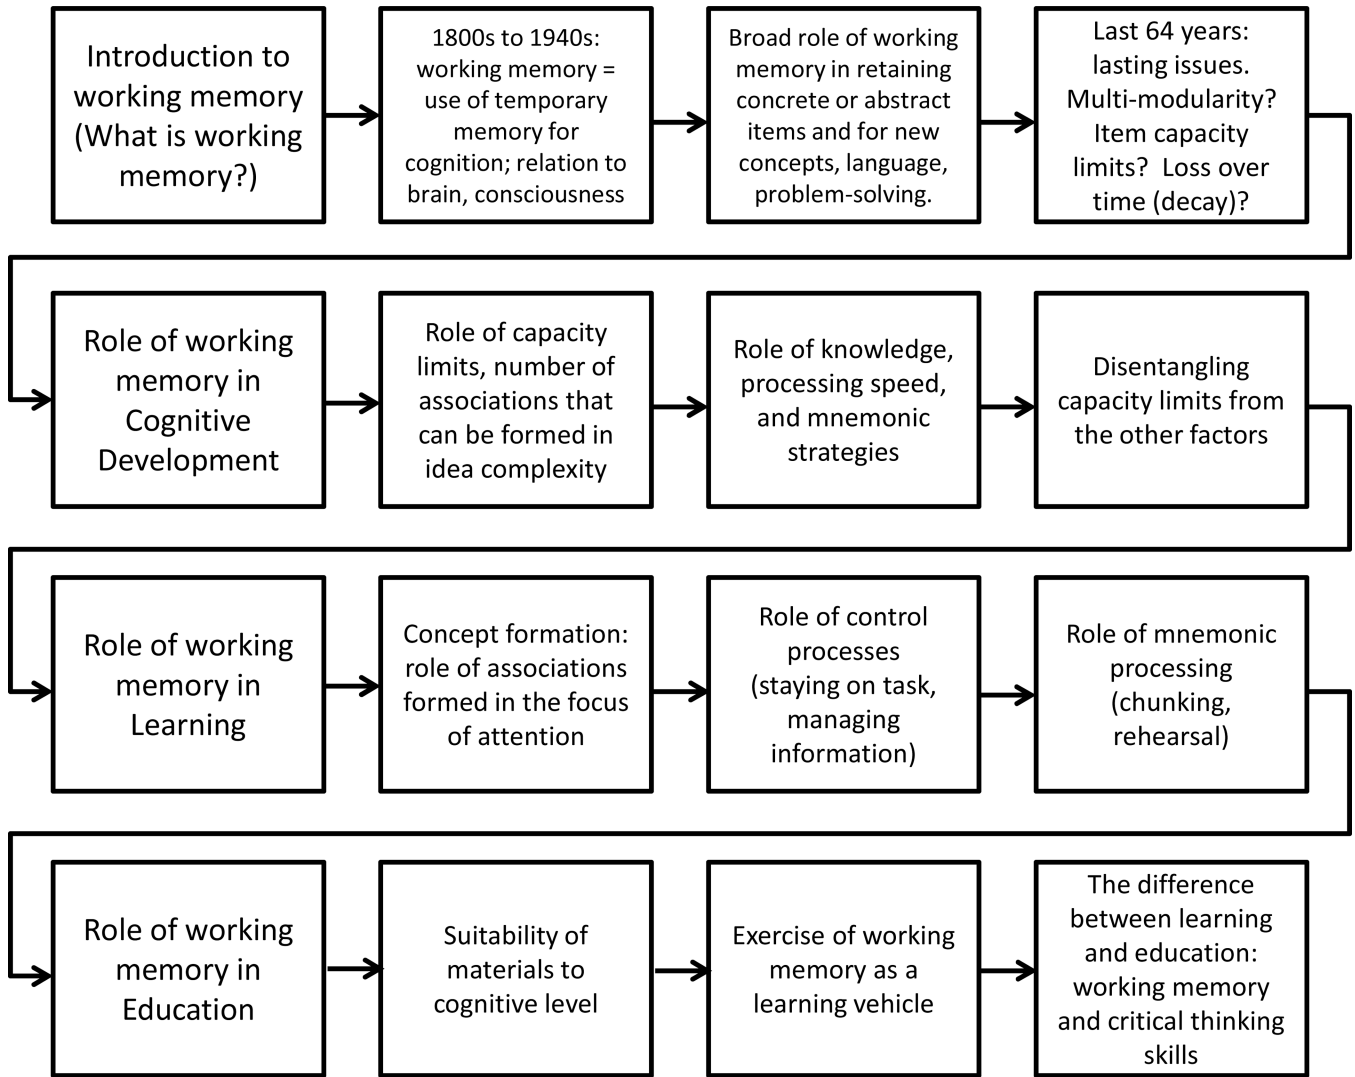 Introduction to
working memory
(What is working
memory?)
1800s to 1940s:
working memory =
use of temporary
memory for
cognition; relation to
brain, consciousness
Broad role of working
memory in retaining
concrete or abstract
items and for new
concepts, language,
problem-solving.
Last 64 years:
lasting issues.
Multi-modularity?
Item capacity
limits?  Loss over
time (decay)?
Role of working
memory in
Cognitive
Development
Role of capacity
limits, number of
associations that
can be formed in
idea complexity
Role of knowledge,
processing speed,
and mnemonic
strategies
Disentangling
capacity limits from
the other factors
Role of working
memory in
Learning
Concept formation:
role of associations
formed in the focus
of attention
Role of control
processes
(staying on task,
managing
information)
Role of mnemonic
processing
(chunking,
rehearsal)
Role of working
memory in
Education
Suitability of
materials to
cognitive level
Exercise of working
memory as a
learning vehicle
The difference
between learning
and education:
working memory
and critical thinking
skills